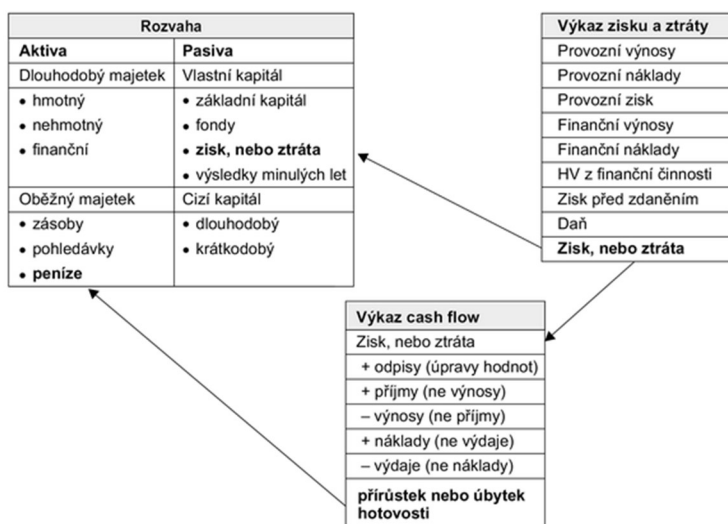 Rozvaha
Aktiva Pasiva
Dlouhodobý majetek Vlastní kapitál
• hmotný • základní kapitál
• nehmotný • fondy
• finanční • zisk, nebo ztráta
• výsledky minulých let
Oběžný majetek Cizí kapitál
• zásoby • dlouhodobý
• pohledávky • krátkodobý
• peníze
Výkaz zisku a ztráty
Provozní výnosy
Provozní náklady
Provozní zisk
Finanční výnosy
Finanční náklady
HV z finanční činnosti
Zisk před zdaněním
Daň
Zisk, nebo ztráta
Výkaz cash flow
Zisk, nebo ztráta
+ odpisy (úpravy hodnot)
+ příjmy (ne výnosy)
– výnosy (ne příjmy)
+ náklady (ne výdaje)
– výdaje (ne náklady)
přírůstek nebo úbytek
hotovosti